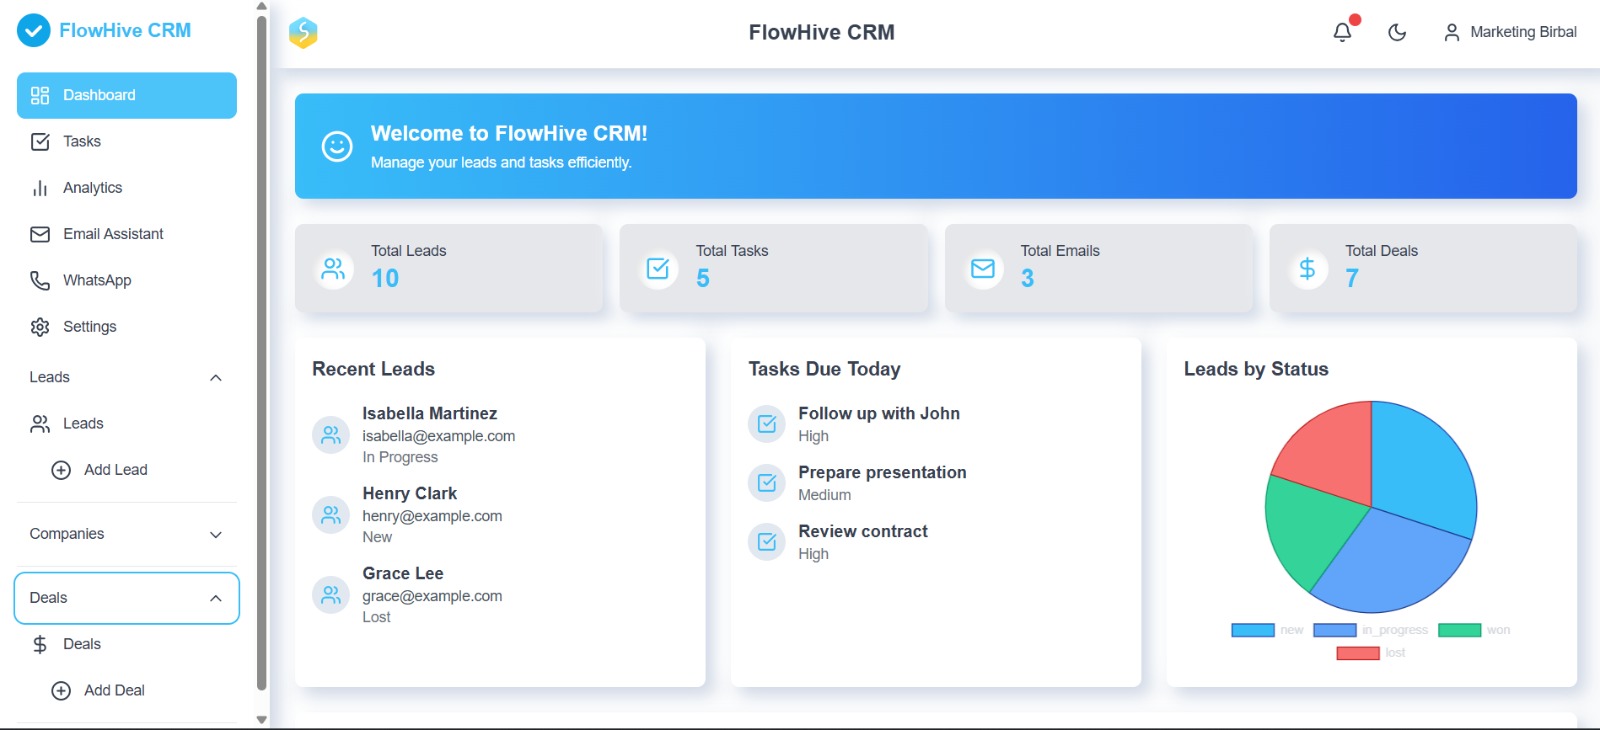 FlowHive CRM
Dashboard
Tasks
Analytics
Email Assistant
WhatsApp
Settings
Leads
Leads
Add Lead
Companies
Deals
Deals
Add Deal
FlowHive CRM
Marketing Birbal
Welcome to FlowHive CRM!
Manage your leads and tasks efficiently.
Total Leads
10
Total Tasks
5
Total Emails
3
Total Deals
7
Recent Leads
Isabella Martinez
isabella@example.com
In Progress
Henry Clark
henry@example.com
New
Grace Lee
grace@example.com
Lost
Tasks Due Today
Follow up with John
High
Prepare presentation
Medium
Review contract
High
Leads by Status
new in_progress won
lost